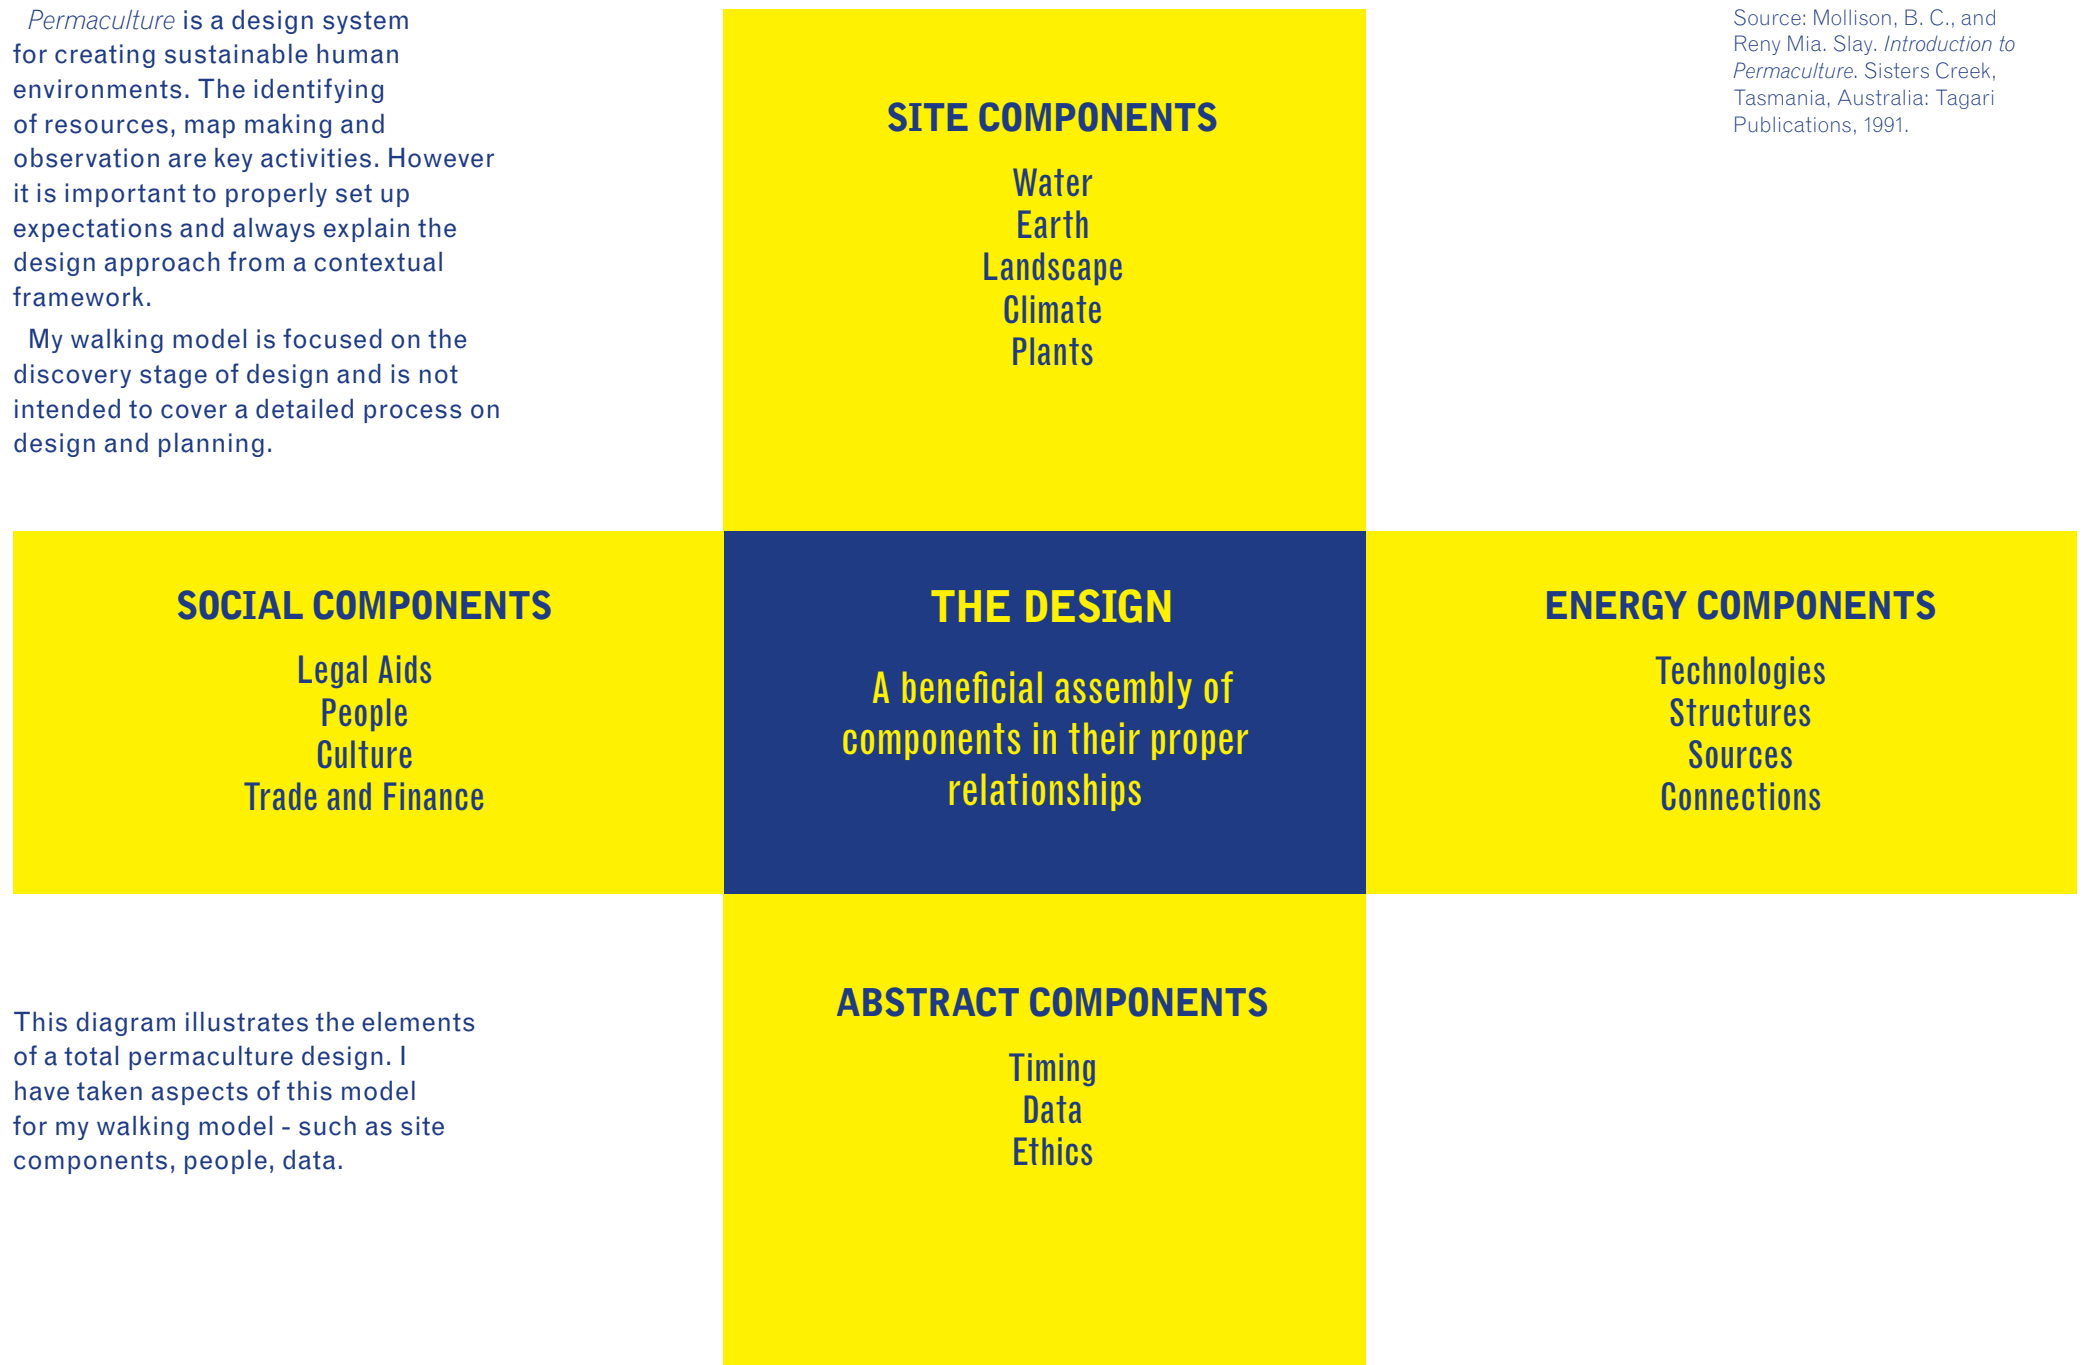 Permaculture is a design system
for creating sustainable human
environments. The identifying
of resources, map making and
observation are key activities. However
it is important to properly set up
expectations and always explain the
design approach from a contextual
framework.
My walking model is focused on the
discovery stage of design and is not
intended to cover a detailed process on
design and planning.
Source: Mollison, B. C., and
Reny Mia. Slay. Introduction to
Permaculture. Sisters Creek,
Tasmania, Australia: Tagari
Publications, 1991.
SITE COMPONENTS
Water
Earth
Landscape
Climate
Plants
SOCIAL COMPONENTS
Legal Aids
People
Culture
Trade and Finance
THE DESIGN
A beneficial assembly of
components in their proper
relationships
ENERGY COMPONENTS
Technologies
Structures
Sources
Connections
ABSTRACT COMPONENTS
Timing
Data
Ethics
This diagram illustrates the elements
of a total permaculture design. I
have taken aspects of this model
for my walking model - such as site
components, people, data.